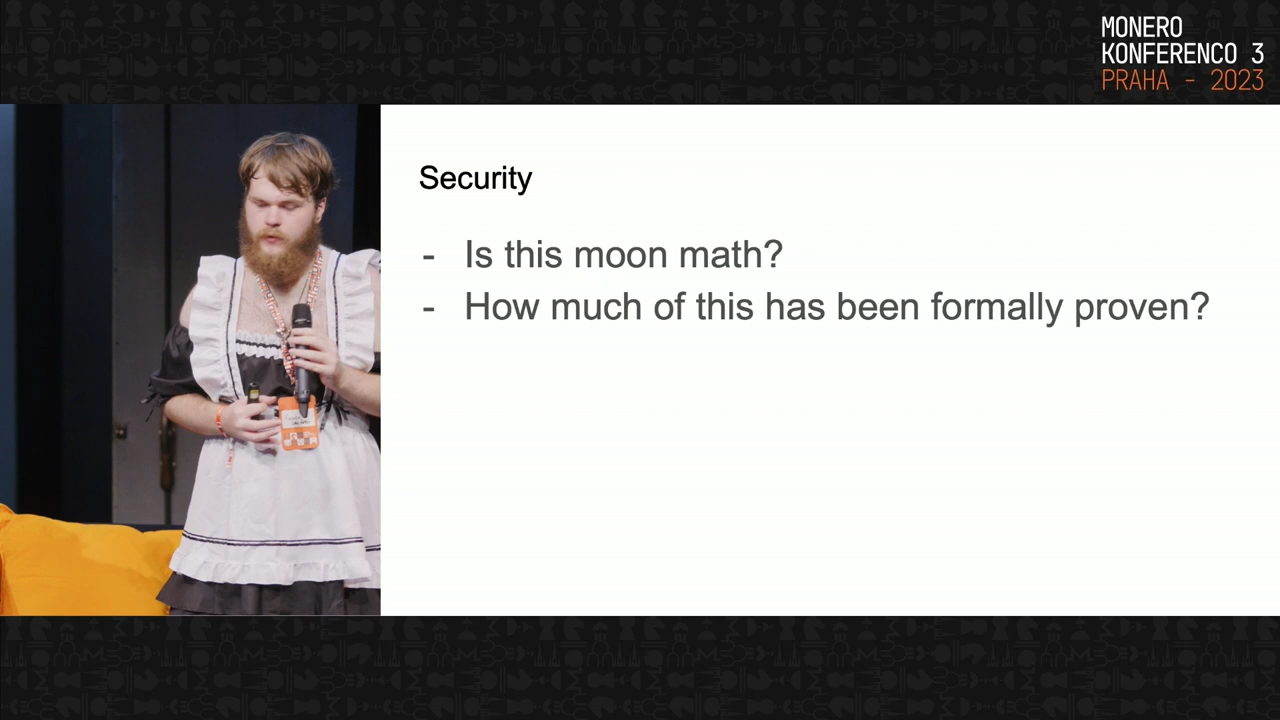 MONERO
KONFERENCO 3
PRAHA - 2023
Security
- Is this moon math?
- How much of this has been formally proven?